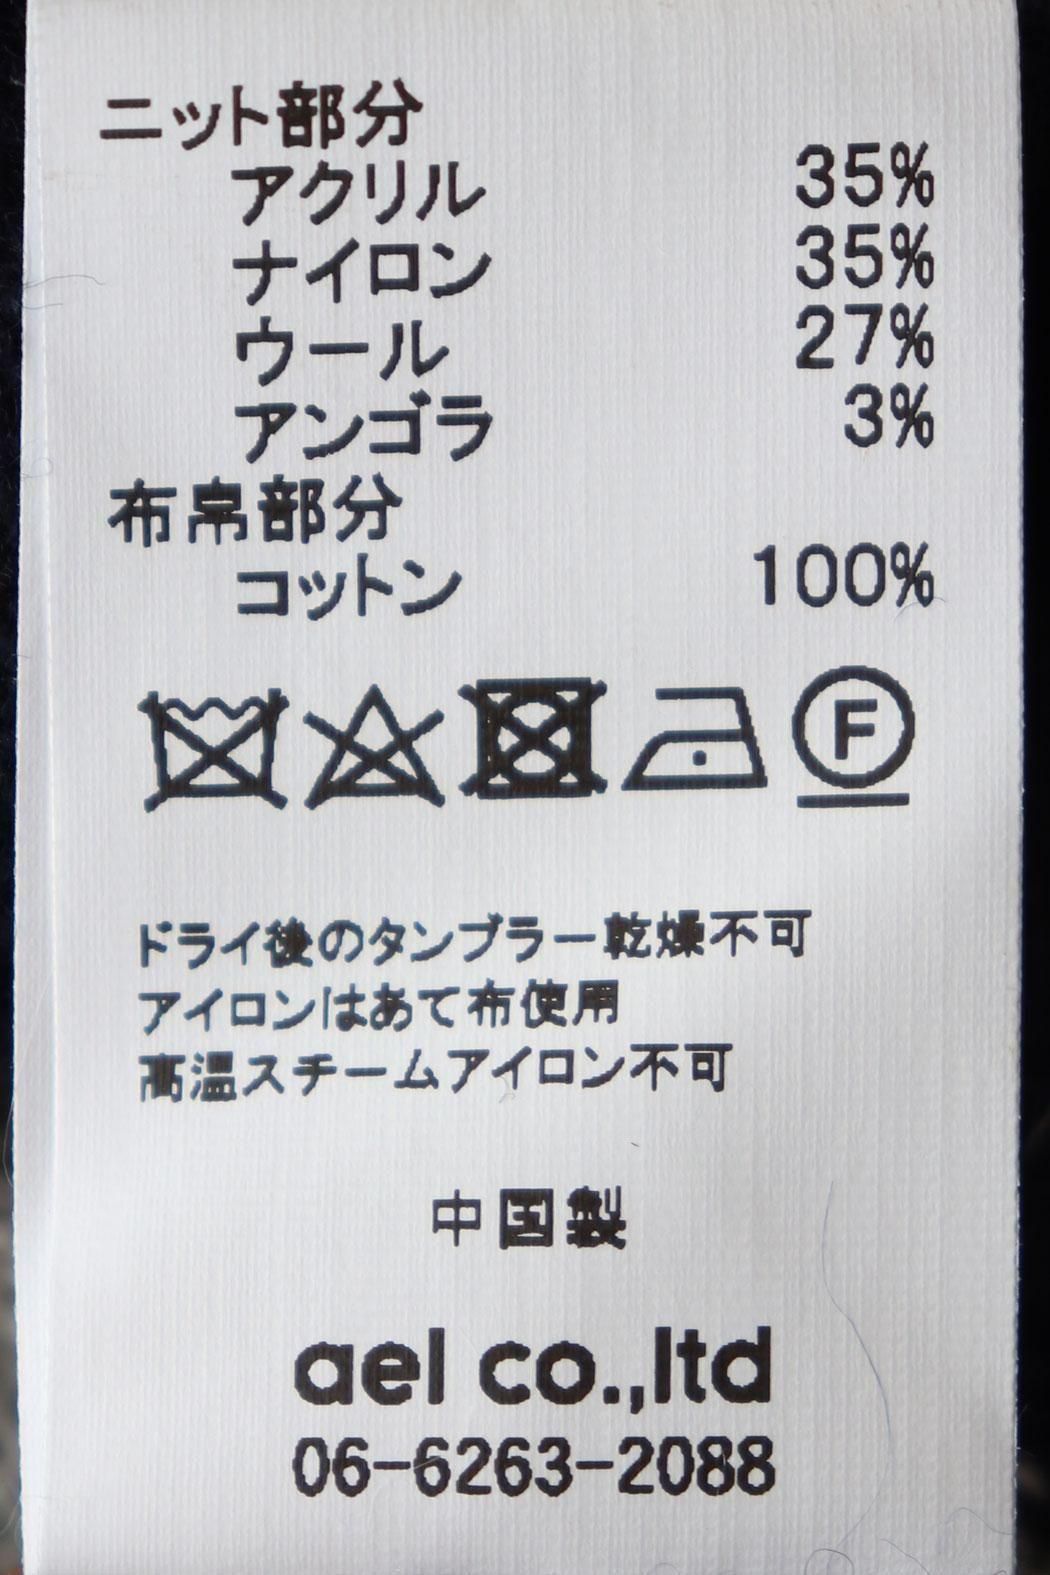 ニット部分
アクリル 35%
ナイロン 35%
ウール 27%
アンゴラ 3%
布帛部分
コットン 100%
F
ドライ後のタンブラー乾燥不可
アイロンはあて布使用
高温スチームアイロン不可
中国製
ael co.,ltd
06-6263-2088